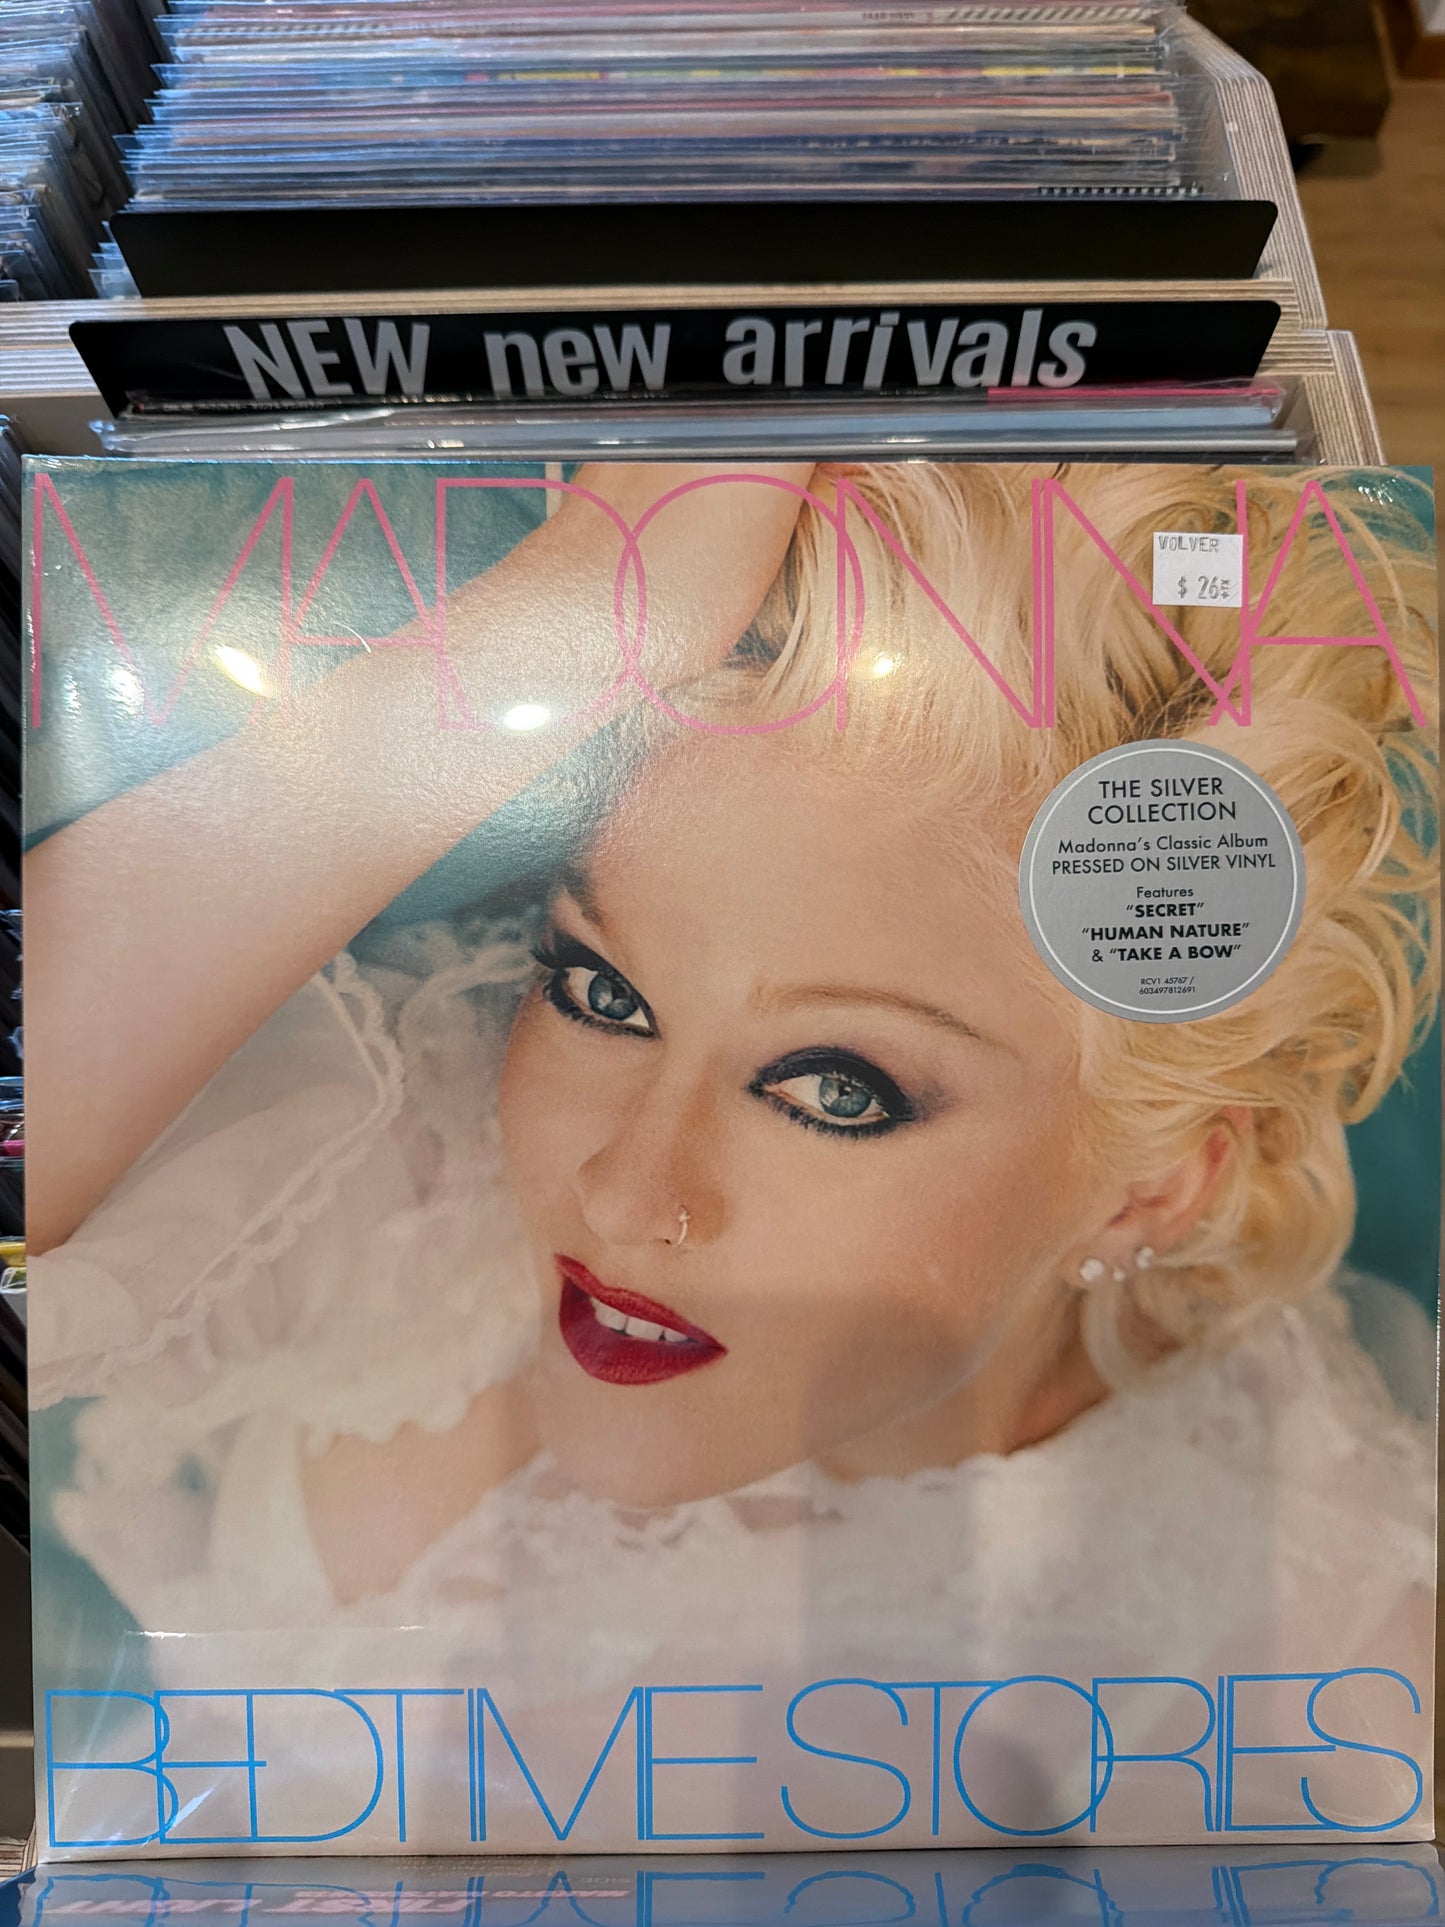 NEW new arrivals
MADONNA
VOLVER
$ 26
THE SILVER
COLLECTION
Madonna's Classic Album
PRESSED ON SILVER VINYL
Features
"SECRET"
"HUMAN NATURE"
& "TAKE A BOW"
RCV1 45767 /
603497812691
BEDTIME STORIES